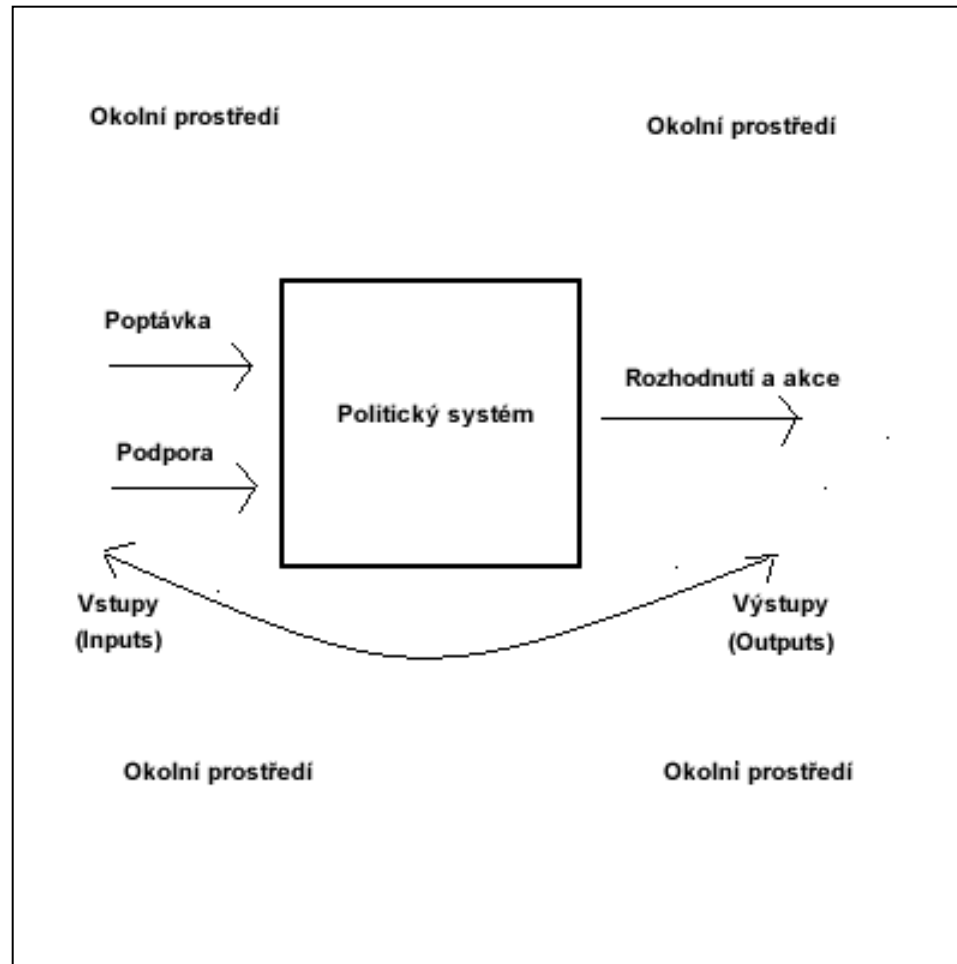 Okolní prostředí
Okolní prostředí
Poptávka
Rozhodnutí a akce
Politický systém
Podpora
Vstupy
(Inputs)
Výstupy
(Outputs)
Okolní prostředí
Okolní prostředí